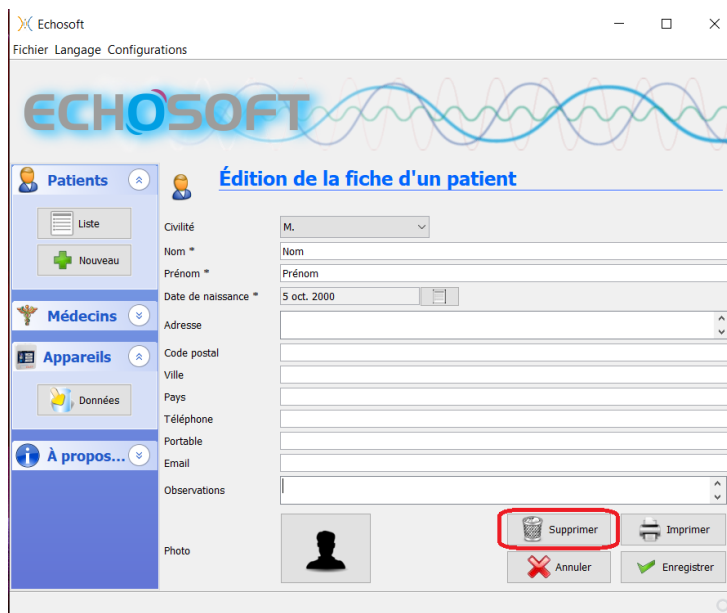 Echosoft
Fichier Langage Configurations
ECHOSOFT
Patients
Liste
Nouveau
Médecins
Appareils
Données
À propos...
Édition de la fiche d'un patient
Civilité M.
Nom * Nom
Prénom * Prénom
Date de naissance * 5 oct. 2000
Adresse
Code postal
Ville
Pays
Téléphone
Portable
Email
Observations
Photo
Supprimer Imprimer
Annuler Enregistrer